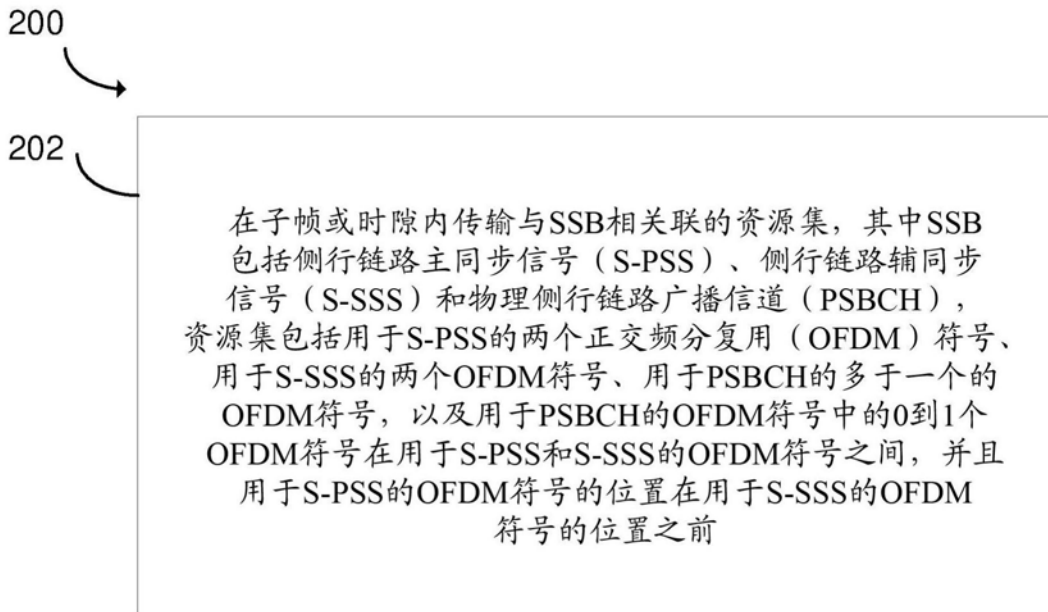 200
202
在子帧或时隙内传输与SSB相关联的资源集，其中SSB
包括侧行链路主同步信号（S-PSS）、侧行链路辅同步
信号（S-SSS）和物理侧行链路广播信道（PSBCH），
资源集包括用于S-PSS的两个正交频分复用（OFDM）符号、
用于S-SSS的两个OFDM符号、用于PSBCH的多于一个的
OFDM符号，以及用于PSBCH的OFDM符号中的0到1个
OFDM符号在用于S-PSS和S-SSS的OFDM符号之间，并且
用于S-PSS的OFDM符号的位置在用于S-SSS的OFDM
符号的位置之前